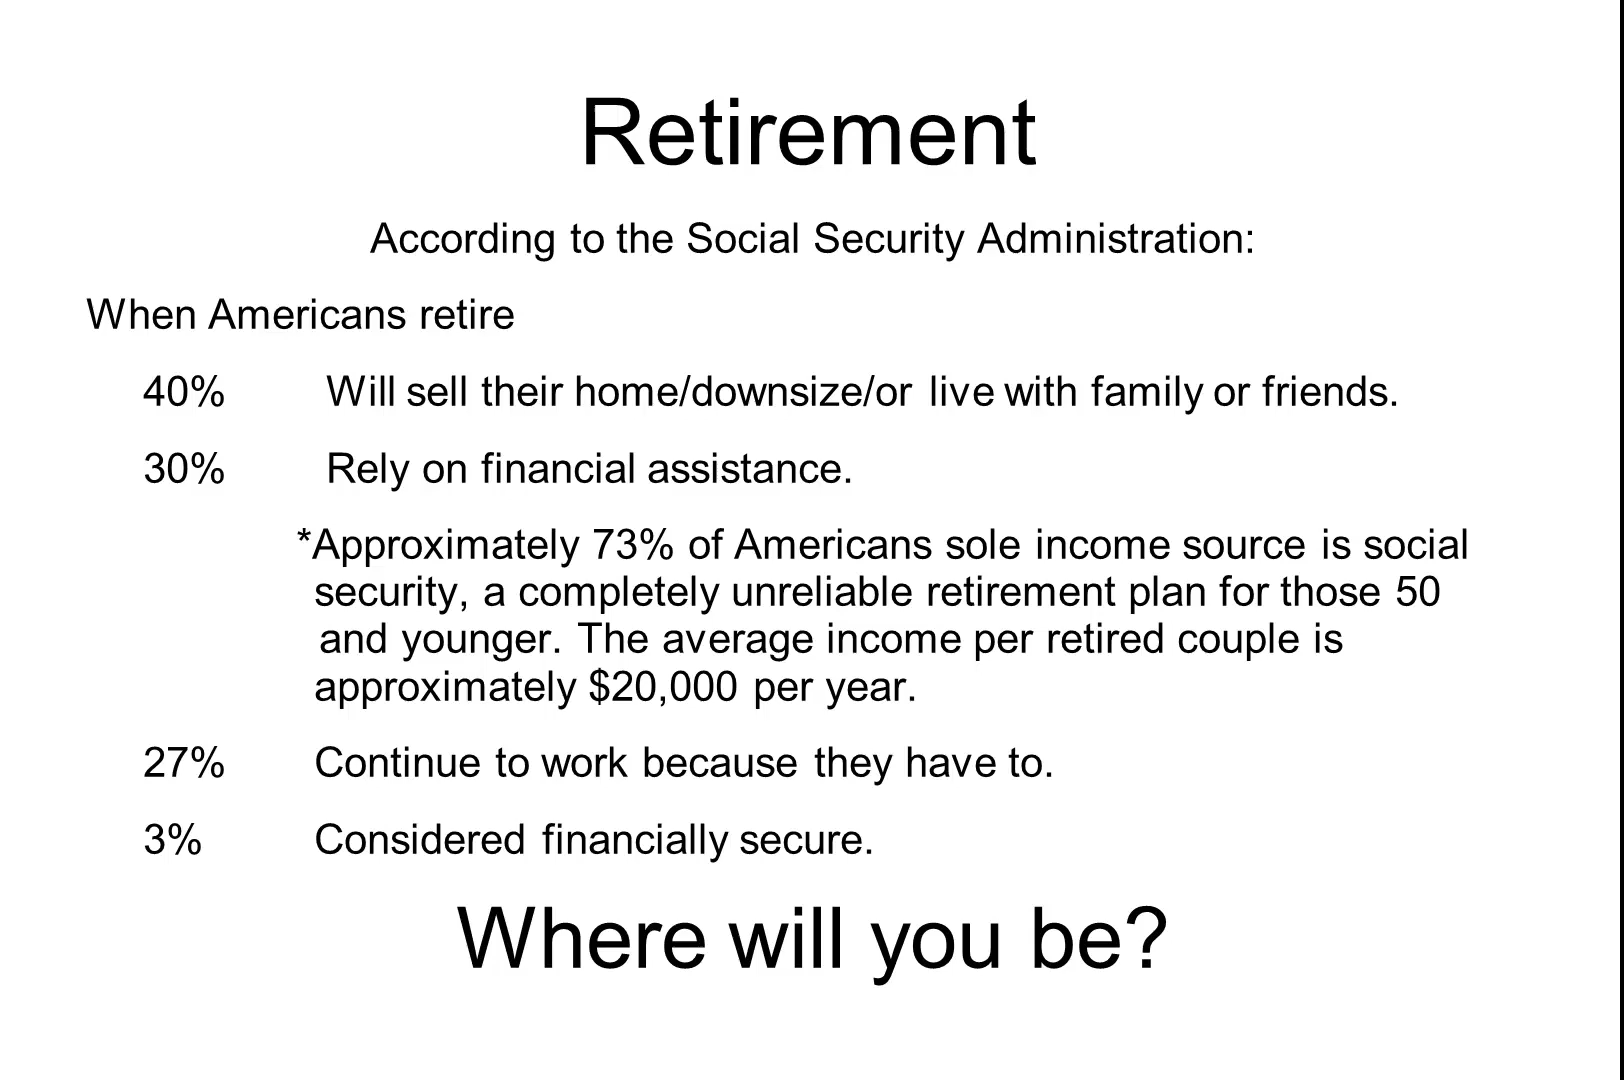 Retirement
According to the Social Security Administration:
When Americans retire
40% Will sell their home/downsize/or live with family or friends.
30% Rely on financial assistance.
*Approximately 73% of Americans sole income source is social
security, a completely unreliable retirement plan for those 50
and younger. The average income per retired couple is
approximately $20,000 per year.
27% Continue to work because they have to.
3% Considered financially secure.
Where will you be?